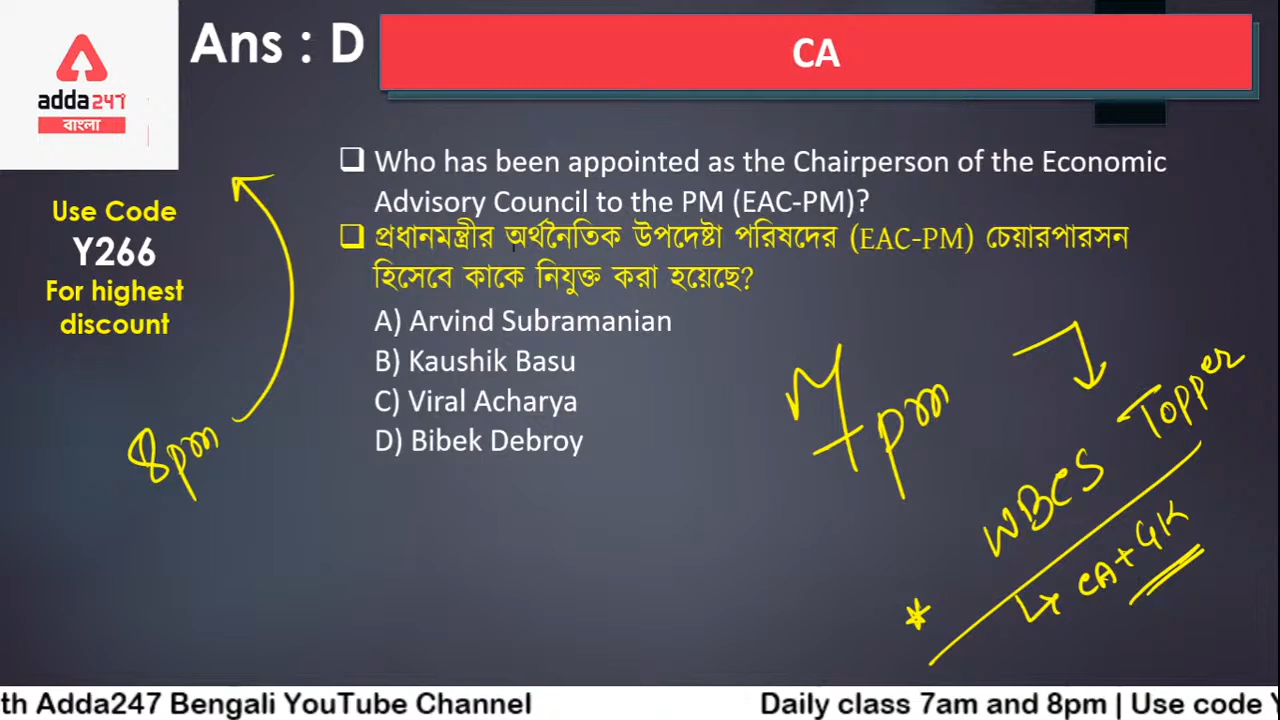 Ans : D
CA
adda247
বাংলা
Use Code
Y266
For highest
discount
❑ Who has been appointed as the Chairperson of the Economic
Advisory Council to the PM (EAC-PM)?
❑ প্রধানমন্ত্রীর অর্থনৈতিক উপদেষ্টা পরিষদের (EAC-PM) চেয়ারপারসন
হিসেবে কাকে নিযুক্ত করা হয়েছে?
A) Arvind Subramanian
B) Kaushik Basu
C) Viral Acharya
D) Bibek Debroy
8pm
7pm
WBCS Topper
CA+GK
th Adda247 Bengali YouTube Channel
Daily class 7am and 8pm | Use code Y